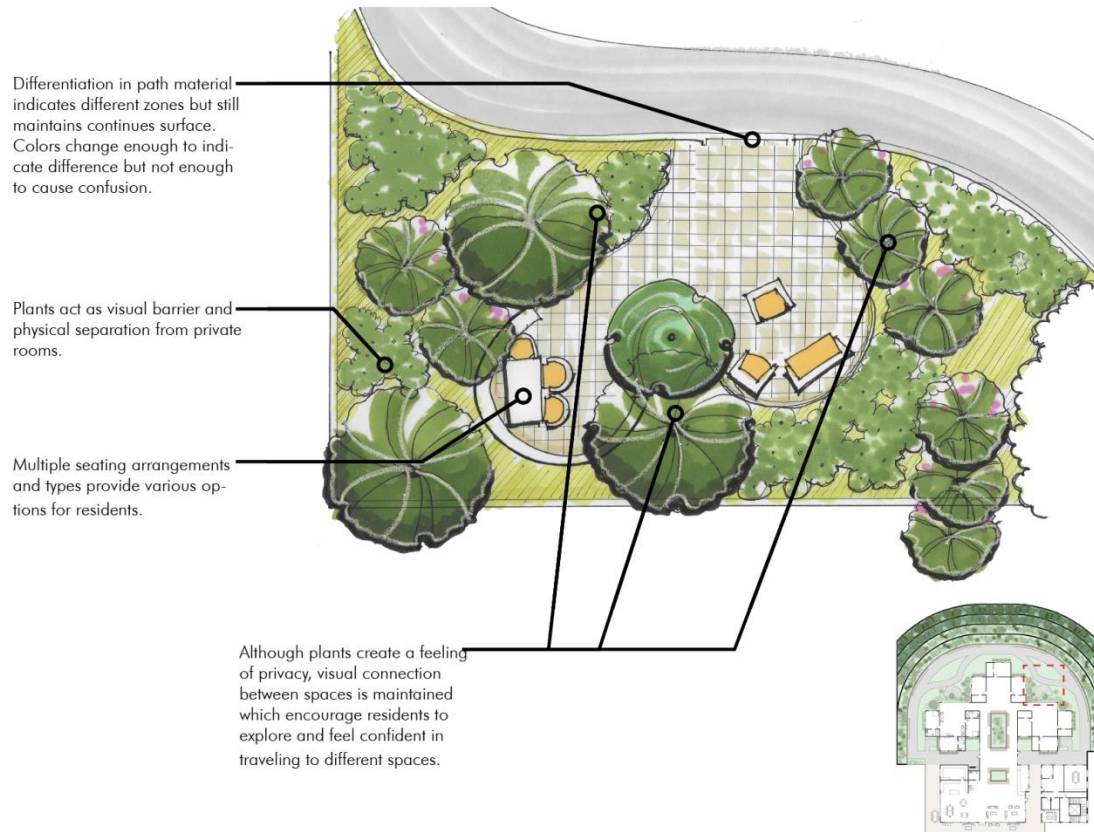 Differentiation in path material
indicates different zones but still
maintains continues surface.
Colors change enough to indi-
cate difference but not enough
to cause confusion.
Plants act as visual barrier and
physical separation from private
rooms.
Multiple seating arrangements
and types provide various op-
tions for residents.
Although plants create a feeling
of privacy, visual connection
between spaces is maintained
which encourage residents to
explore and feel confident in
traveling to different spaces.